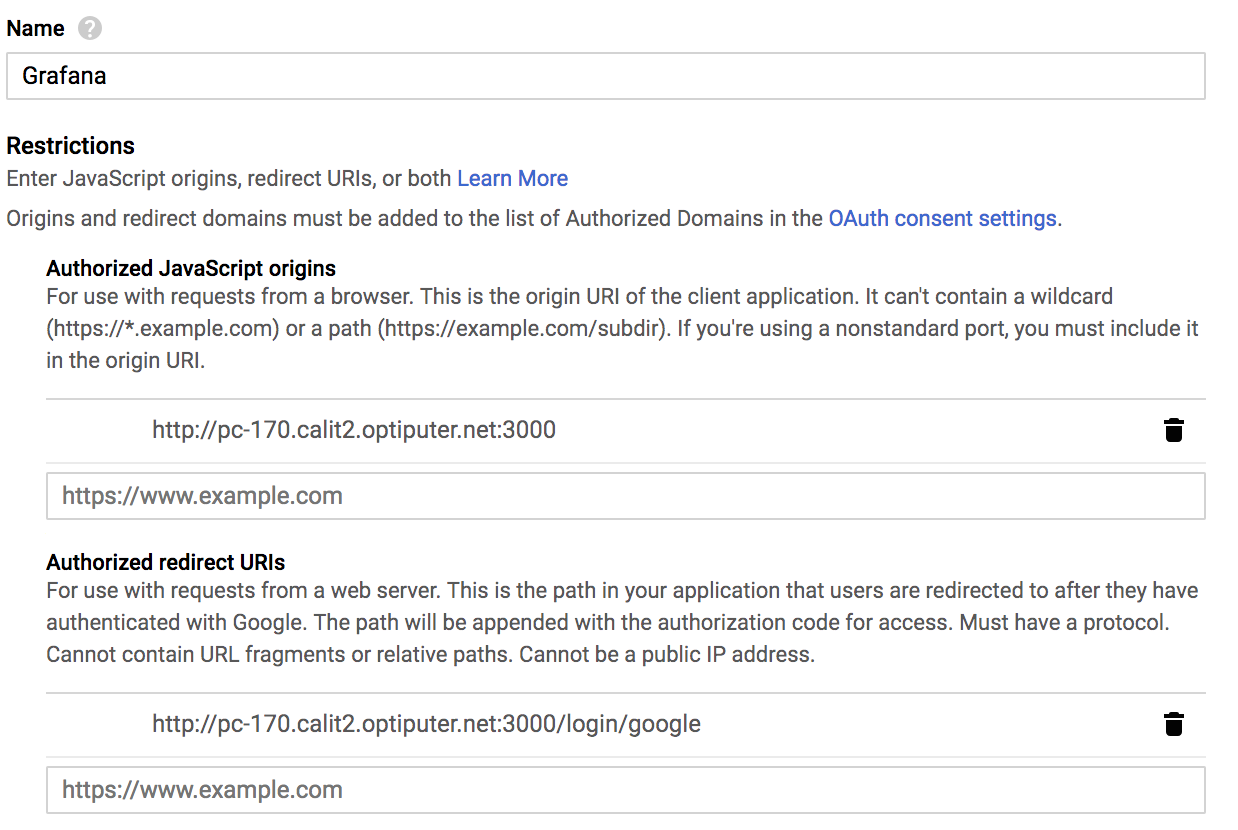 Name ?
Grafana
Restrictions
Enter JavaScript origins, redirect URIs, or both Learn More
Origins and redirect domains must be added to the list of Authorized Domains in the OAuth consent settings.
Authorized JavaScript origins
For use with requests from a browser. This is the origin URI of the client application. It can't contain a wildcard
(https://*.example.com) or a path (https://example.com/subdir). If you're using a nonstandard port, you must include it
in the origin URI.
http://pc-170.calit2.optiputer.net:3000
https://www.example.com
Authorized redirect URIs
For use with requests from a web server. This is the path in your application that users are redirected to after they have
authenticated with Google. The path will be appended with the authorization code for access. Must have a protocol.
Cannot contain URL fragments or relative paths. Cannot be a public IP address.
http://pc-170.calit2.optiputer.net:3000/login/google
https://www.example.com